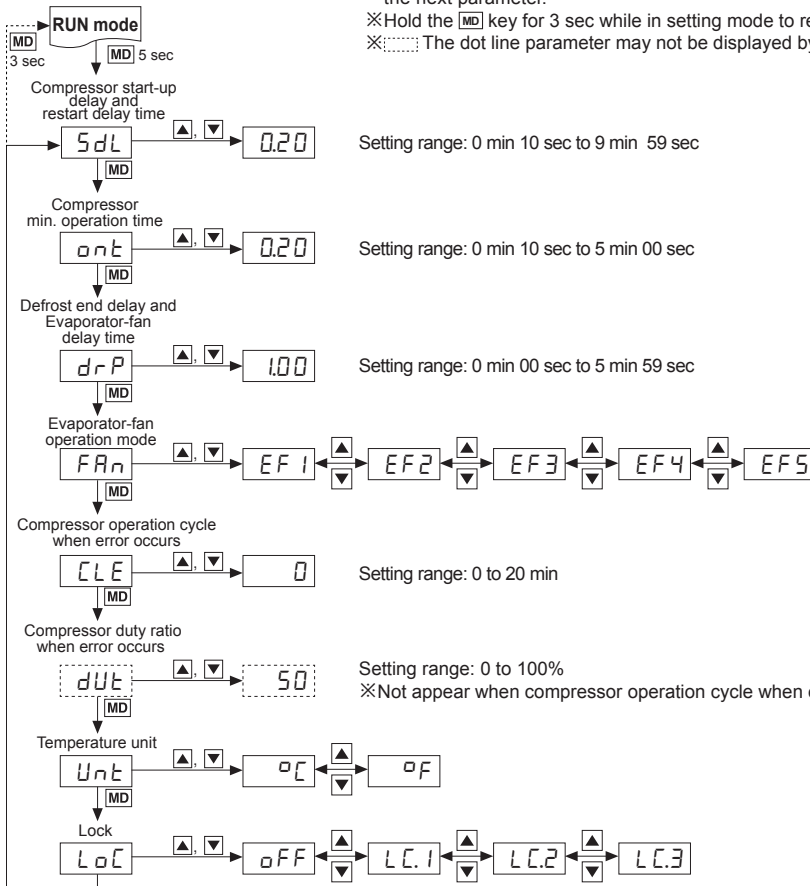 the next parameter.
※Hold the MD key for 3 sec while in setting mode to re
※ The dot line parameter may not be displayed by
RUN mode
MD
3 sec
MD 5 sec
Compressor start-up
delay and
restart delay time
SdL ▲, ▼ 0.20 Setting range: 0 min 10 sec to 9 min 59 sec
MD
Compressor
min. operation time
ont ▲, ▼ 0.20 Setting range: 0 min 10 sec to 5 min 00 sec
MD
Defrost end delay and
Evaporator-fan
delay time
drP ▲, ▼ 1.00 Setting range: 0 min 00 sec to 5 min 59 sec
MD
Evaporator-fan
operation mode
FAn ▲, ▼ EF1 ▲ ▼ EF2 ▲ ▼ EF3 ▲ ▼ EF4 ▲ ▼ EF5
MD
Compressor operation cycle
when error occurs
CLE ▲, ▼ 0 Setting range: 0 to 20 min
MD
Compressor duty ratio
when error occurs
dUt ▲, ▼ 50 Setting range: 0 to 100%
※Not appear when compressor operation cycle when
MD
Temperature unit
Unt ▲, ▼ °C ▲ ▼ °F
MD
Lock
LoC ▲, ▼ oFF ▲ ▼ LC.1 ▲ ▼ LC.2 ▲ ▼ LC.3